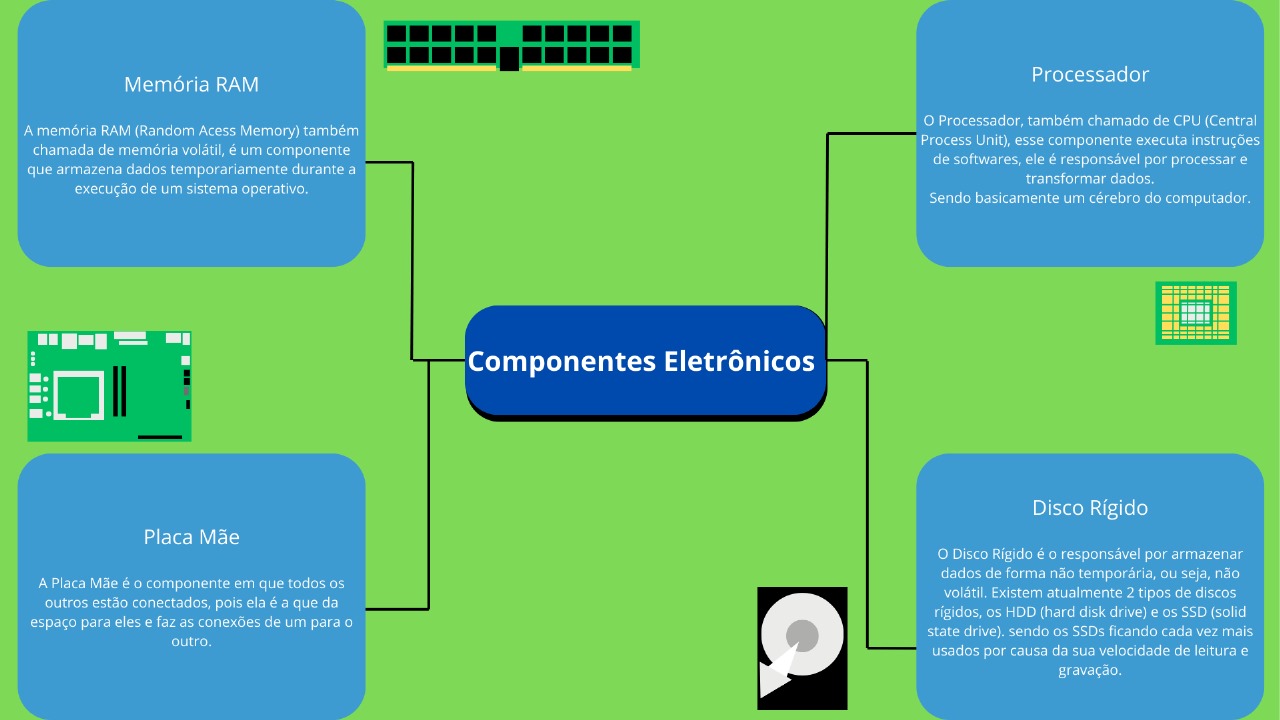 Memória RAM
A memória RAM (Random Acess Memory) também
chamada de memória volátil, é um componente
que armazena dados temporariamente durante a
execução de um sistema operativo.
Processador
O Processador, também chamado de CPU (Central
Process Unit), esse componente executa instruções
de softwares, ele é responsável por processar e
transformar dados.
Sendo basicamente um cérebro do computador.
Componentes Eletrônicos
Placa Mãe
A Placa Mãe é o componente em que todos os
outros estão conectados, pois ela é a que da
espaço para eles e faz as conexões de um para o
outro.
Disco Rígido
O Disco Rígido é o responsável por armazenar
dados de forma não temporária, ou seja, não
volátil. Existem atualmente 2 tipos de discos
rígidos, os HDD (hard disk drive) e os SSD (solid
state drive). sendo os SSDs ficando cada vez mais
usados por causa da sua velocidade de leitura e
gravação.